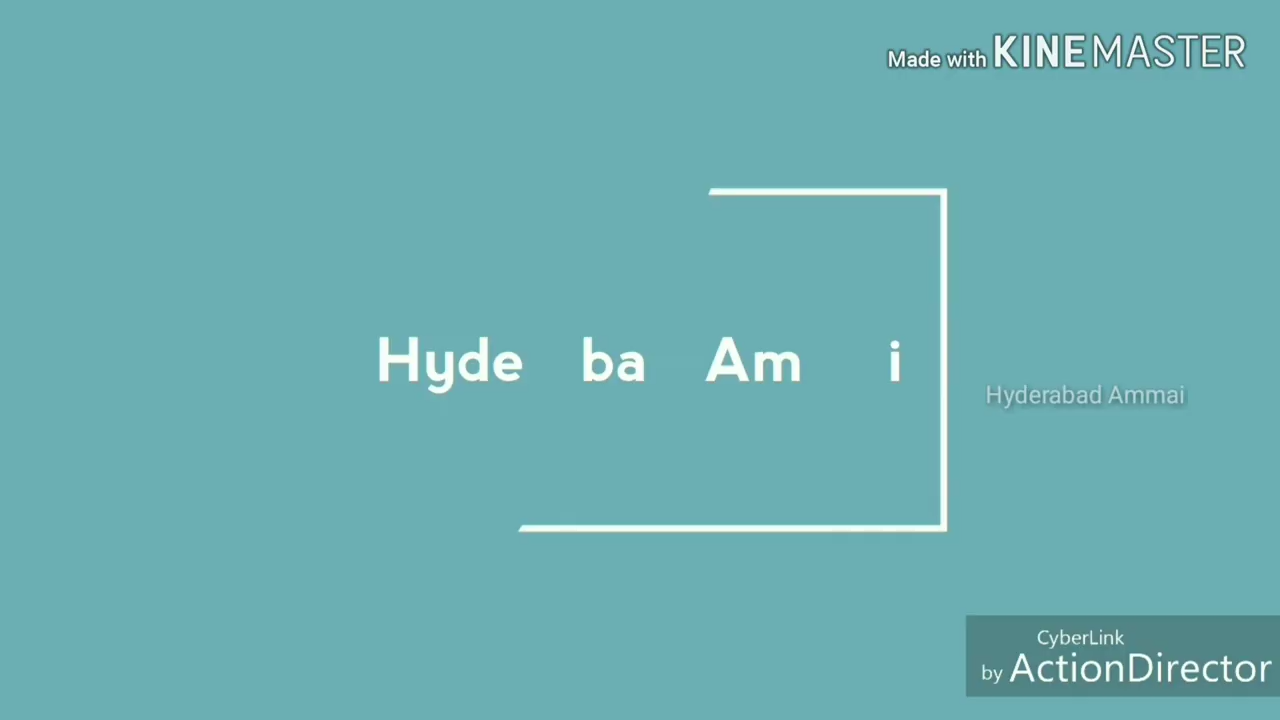 Made with KINEMASTER
Hyde ba Am i
Hyderabad Ammai
CyberLink
by ActionDirector